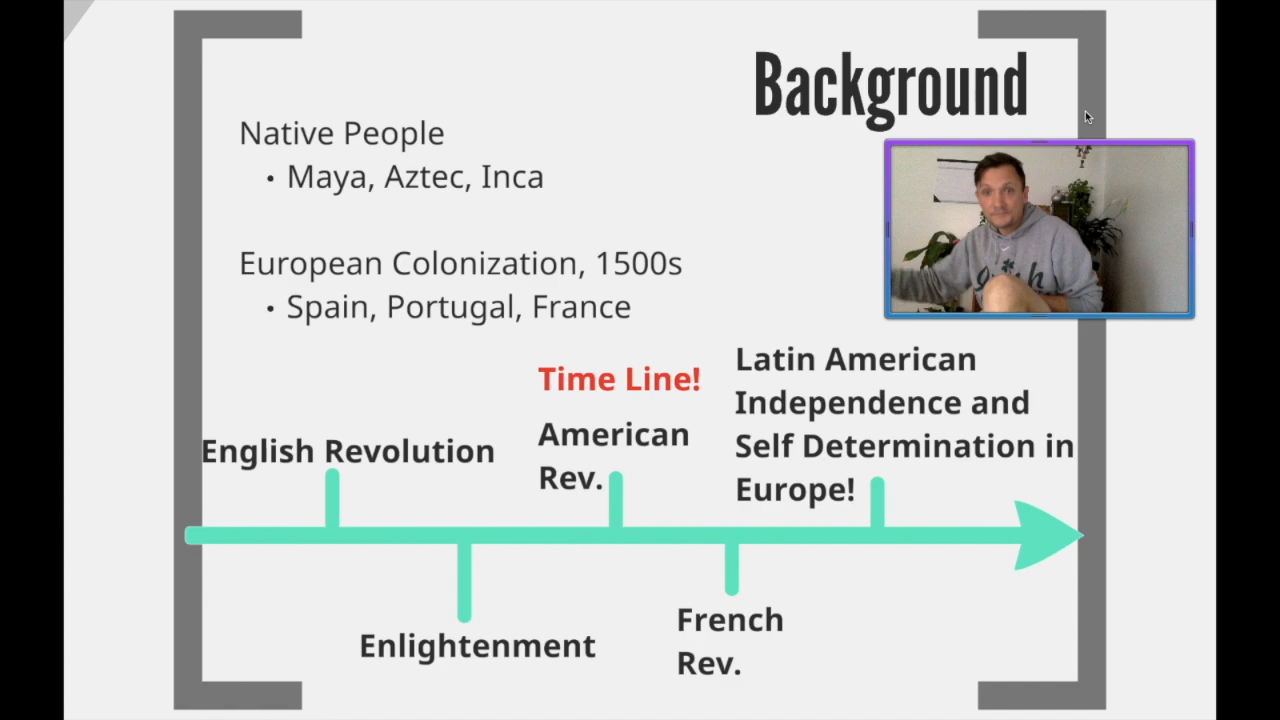 Background
Native People
• Maya, Aztec, Inca
European Colonization, 1500s
• Spain, Portugal, France
Time Line!
English Revolution
American
Rev.
Latin American
Independence and
Self Determination in
Europe!
Enlightenment
French
Rev.
Irish